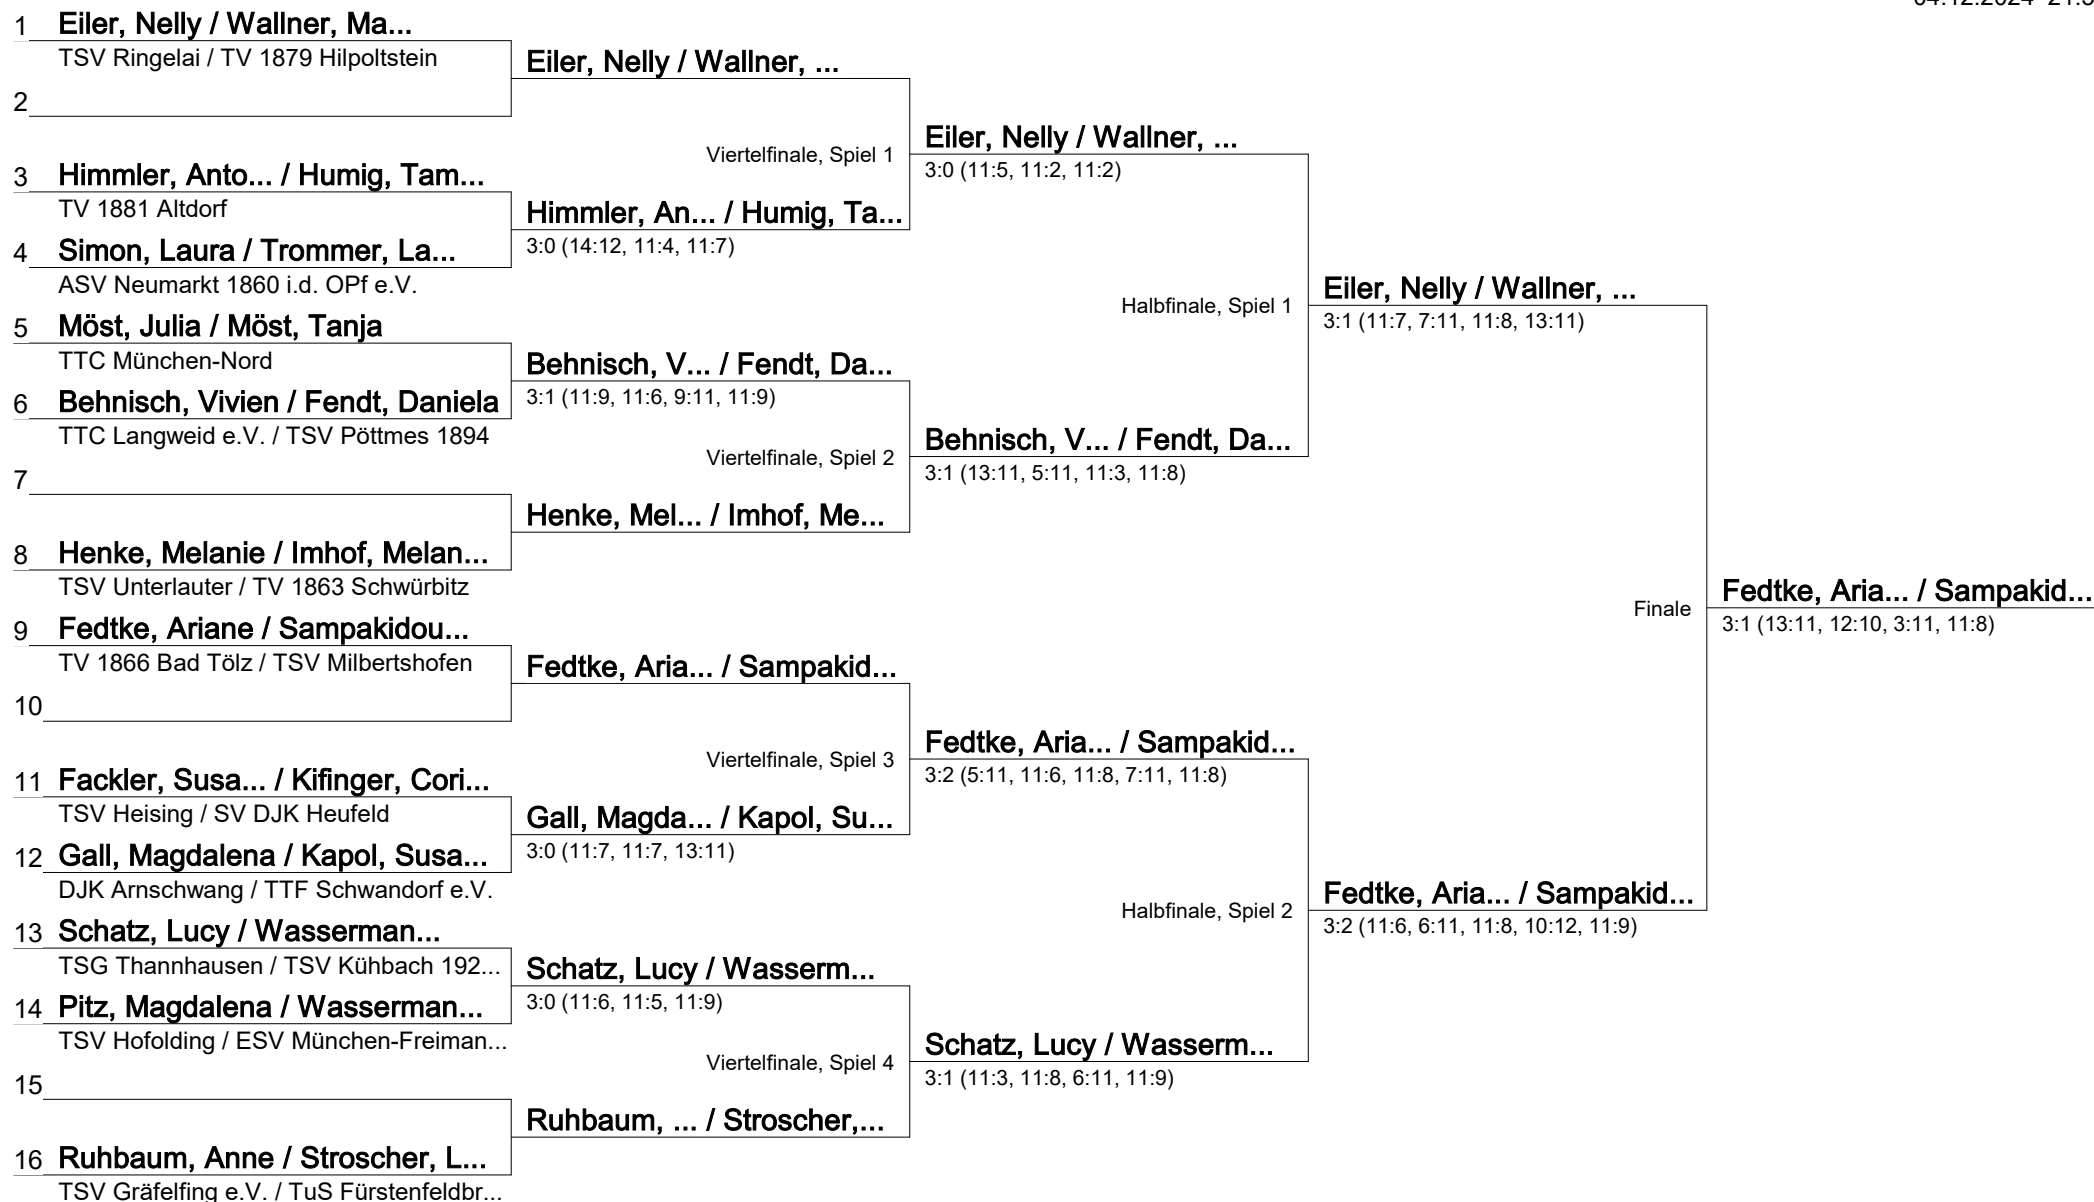 1 Eiler, Nelly / Wallner, Ma...
TSV Ringelai / TV 1879 Hilpoltstein
Eiler, Nelly / Wallner, ...
2
Viertelfinale, Spiel 1
Eiler, Nelly / Wallner, ...
3:0 (11:5, 11:2, 11:2)
3 Himmler, Anto... / Humig, Tam...
TV 1881 Altdorf
Himmler, An... / Humig, Ta...
3:0 (14:12, 11:4, 11:7)
4 Simon, Laura / Trommer, La...
ASV Neumarkt 1860 i.d. OPf e.V.
Halbfinale, Spiel 1
Eiler, Nelly / Wallner, ...
3:1 (11:7, 7:11, 11:8, 13:11)
5 Möst, Julia / Möst, Tanja
TTC München-Nord
Behnisch, V... / Fendt, Da...
3:1 (11:9, 11:6, 9:11, 11:9)
6 Behnisch, Vivien / Fendt, Daniela
TTC Langweid e.V. / TSV Pöttmes 1894
Viertelfinale, Spiel 2
Behnisch, V... / Fendt, Da...
3:1 (13:11, 5:11, 11:3, 11:8)
7
Henke, Mel... / Imhof, Me...
8 Henke, Melanie / Imhof, Melan...
TSV Unterlauter / TV 1863 Schwürbitz
Finale
Fedtke, Aria... / Sampakid...
3:1 (13:11, 12:10, 3:11, 11:8)
9 Fedtke, Ariane / Sampakidou...
TV 1866 Bad Tölz / TSV Milbertshofen
Fedtke, Aria... / Sampakid...
10
Viertelfinale, Spiel 3
Fedtke, Aria... / Sampakid...
3:2 (5:11, 11:6, 11:8, 7:11, 11:8)
11 Fackler, Susa... / Kifinger, Cori...
TSV Heising / SV DJK Heufeld
Gall, Magda... / Kapol, Su...
3:0 (11:7, 11:7, 13:11)
12 Gall, Magdalena / Kapol, Susa...
DJK Arnschwang / TTF Schwandorf e.V.
Halbfinale, Spiel 2
Fedtke, Aria... / Sampakid...
3:2 (11:6, 6:11, 11:8, 10:12, 11:9)
13 Schatz, Lucy / Wasserman...
TSG Thannhausen / TSV Kühbach 192...
Schatz, Lucy / Wasserm...
3:0 (11:6, 11:5, 11:9)
14 Pitz, Magdalena / Wasserman...
TSV Hofolding / ESV München-Freiman...
Viertelfinale, Spiel 4
Schatz, Lucy / Wasserm...
3:1 (11:3, 11:8, 6:11, 11:9)
15
Ruhbaum, ... / Stroscher,...
16 Ruhbaum, Anne / Stroscher, L...
TSV Gräfelfing e.V. / TuS Fürstenfeldbr...